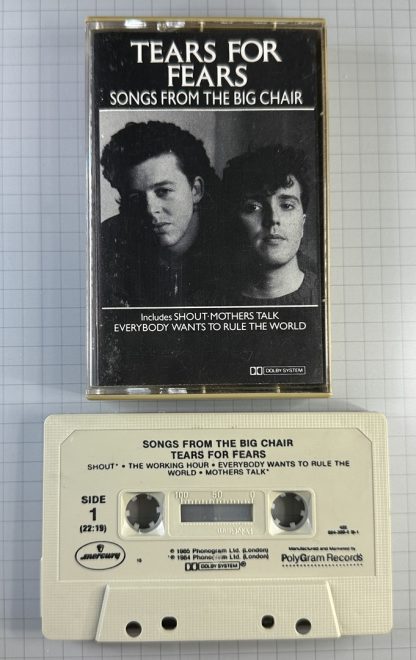 TEARS FOR
FEARS
SONGS FROM THE BIG CHAIR
Includes SHOUT·MOTHERS TALK
EVERYBODY WANTS TO RULE THE WORLD
DOLBY SYSTEM
SONGS FROM THE BIG CHAIR
TEARS FOR FEARS
SHOUT* • THE WORKING HOUR • EVERYBODY WANTS TO RULE THE
WORLD • MOTHERS TALK*
SIDE
1
(22:19)
100 50 0
mercury
℗ 1985 Phonogram Ltd. (London)
*℗ 1984 Phonogram Ltd. (London)
DOLBY SYSTEM®
Manufactured and Marketed by
PolyGram Records